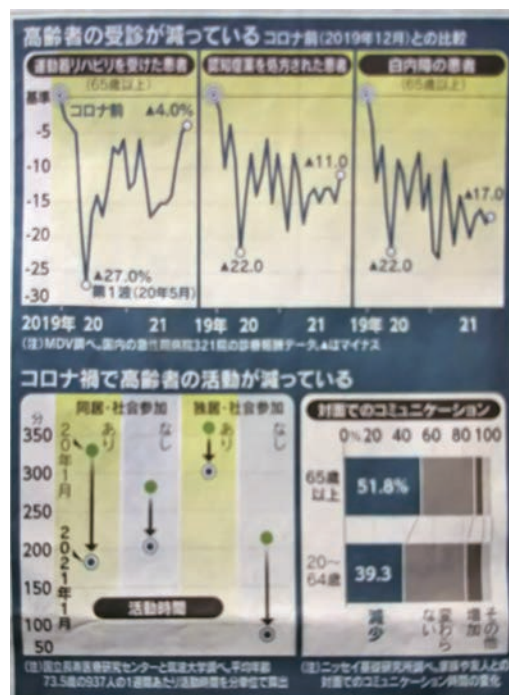 高齢者の受診が減っている コロナ前(2019年12月)との比較
運動器リハビリを受けた患者
(65歳以上)
認知症薬を処方された患者
白内障の患者
(65歳以上)
基準
-5
-10
-15
-20
-25
-30
コロナ前
▲4.0%
▲27.0%
第1波(20年5月)
▲11.0
▲22.0
▲17.0
▲22.0
2019年 20 21
19年 20 21
19年 20 21
(注)MDV調べ。国内の急性期病院321院の診療報酬データ。▲はマイナス
コロナ禍で高齢者の活動が減っている
分
350
300
250
200
150
100
50
同居・社会参加
あり
なし
独居・社会参加
あり
なし
20年1月
2021年1月
活動時間
(注)国立長寿医療研究センターと筑波大学調べ。平均年齢
73.5歳の937人の1週間あたり活動時間を分単位で算出
対面でのコミュニケーション
0% 20 40 60 80 100
65歳以上
51.8%
20～64歳
39.3
減少
変わらない
増加
その他
(注)ニッセイ基礎研究所調べ。家族や友人との
対面でのコミュニケーション時間の変化